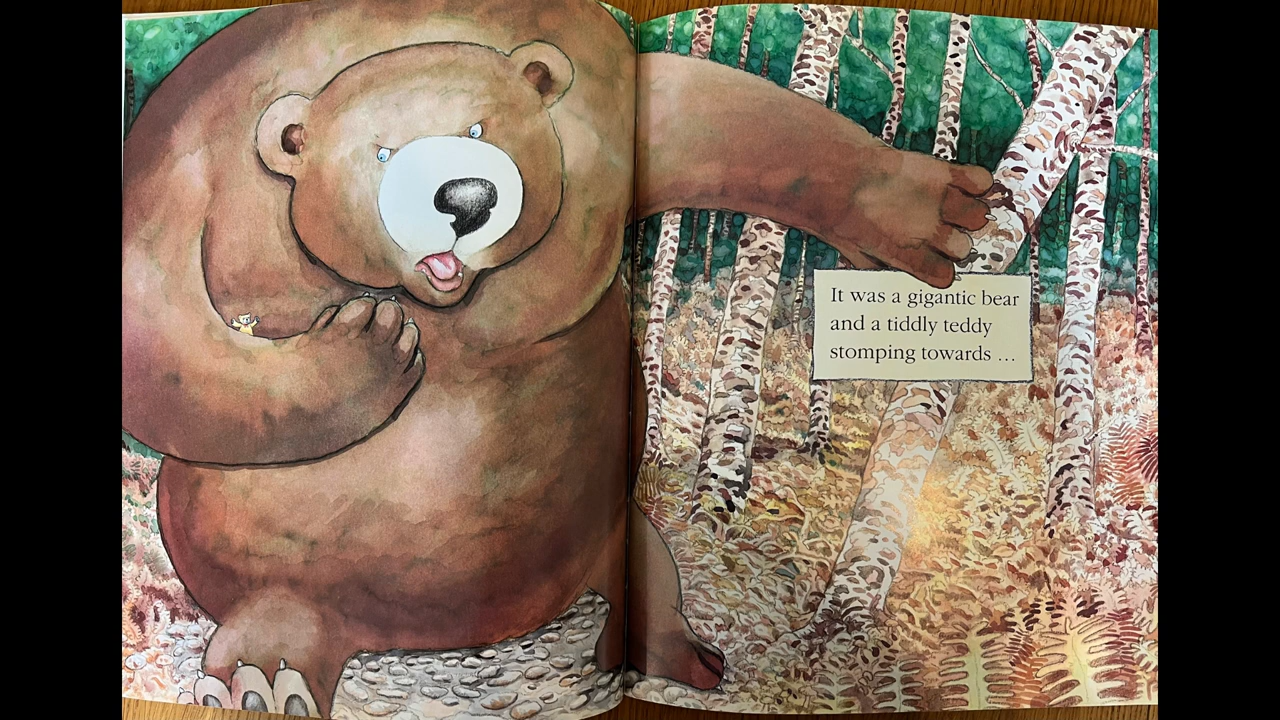 It was a gigantic bear
and a tiddly teddy
stomping towards …